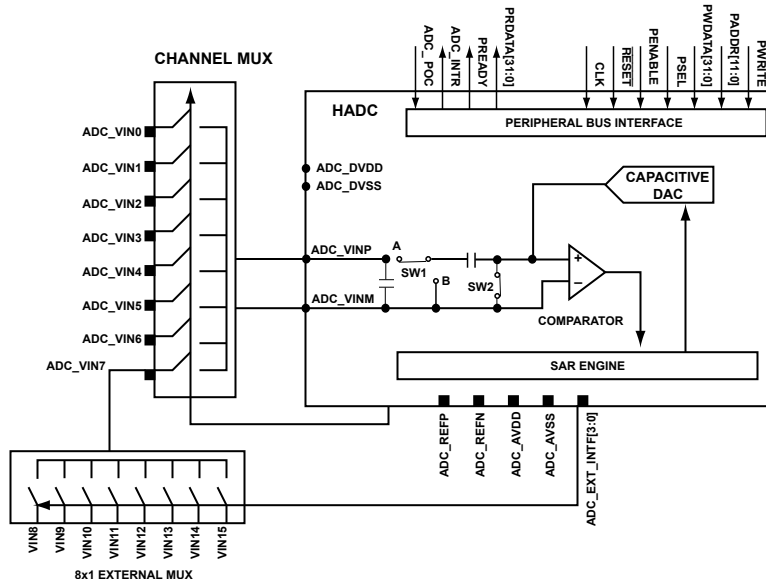 CHANNEL MUX
ADC_POC
ADC_INTR
PREADY
PRDATA[31:0]
CLK
RESET
PENABLE
PSEL
PWDATA[31:0]
PADDR[11:0]
PWRITE
HADC
PERIPHERAL BUS INTERFACE
ADC_VIN0
ADC_VIN1
ADC_VIN2
ADC_VIN3
ADC_VIN4
ADC_VIN5
ADC_VIN6
ADC_VIN7
ADC_DVDD
ADC_DVSS
CAPACITIVE
DAC
ADC_VINP
A
SW1
B
SW2
+
–
ADC_VINM
COMPARATOR
SAR ENGINE
ADC_REFP
ADC_REFN
ADC_AVDD
ADC_AVSS
ADC_EXT_INTF[3:0]
VIN8
VIN9
VIN10
VIN11
VIN12
VIN13
VIN14
VIN15
8x1 EXTERNAL MUX